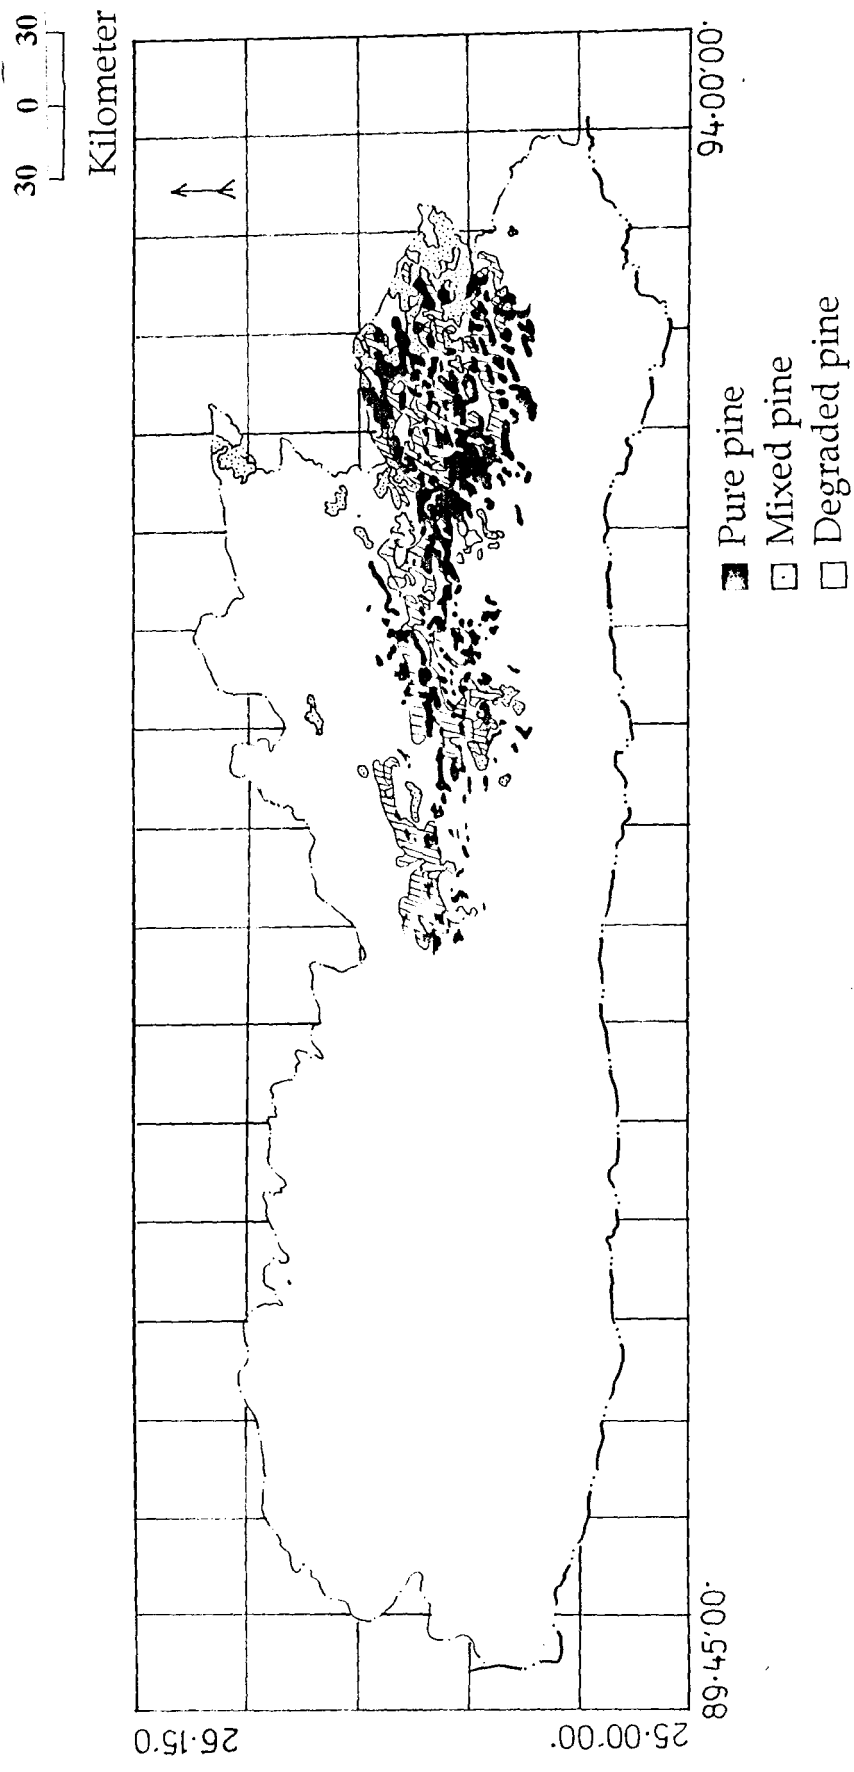 30 0 30
Kilometer
26·15'0
25·00'00'
89·45'00'
94·00'00'
Pure pine
Mixed pine
Degraded pine